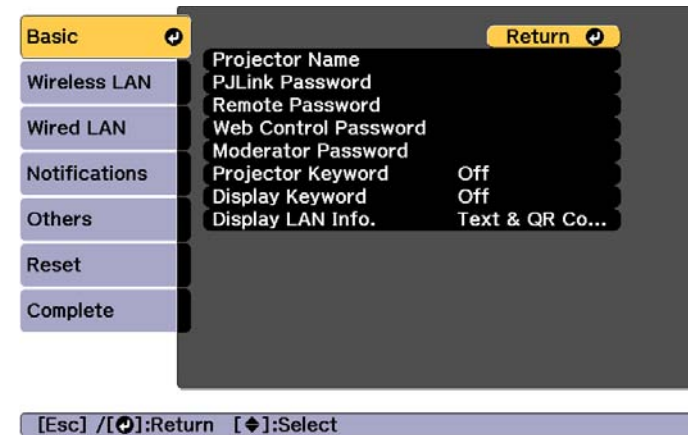 Basic
Wireless LAN
Wired LAN
Notifications
Others
Reset
Complete
Return
Projector Name
PJLink Password
Remote Password
Web Control Password
Moderator Password
Projector Keyword Off
Display Keyword Off
Display LAN Info. Text & QR Co...
[Esc] /[⏎]:Return [◆]:Select